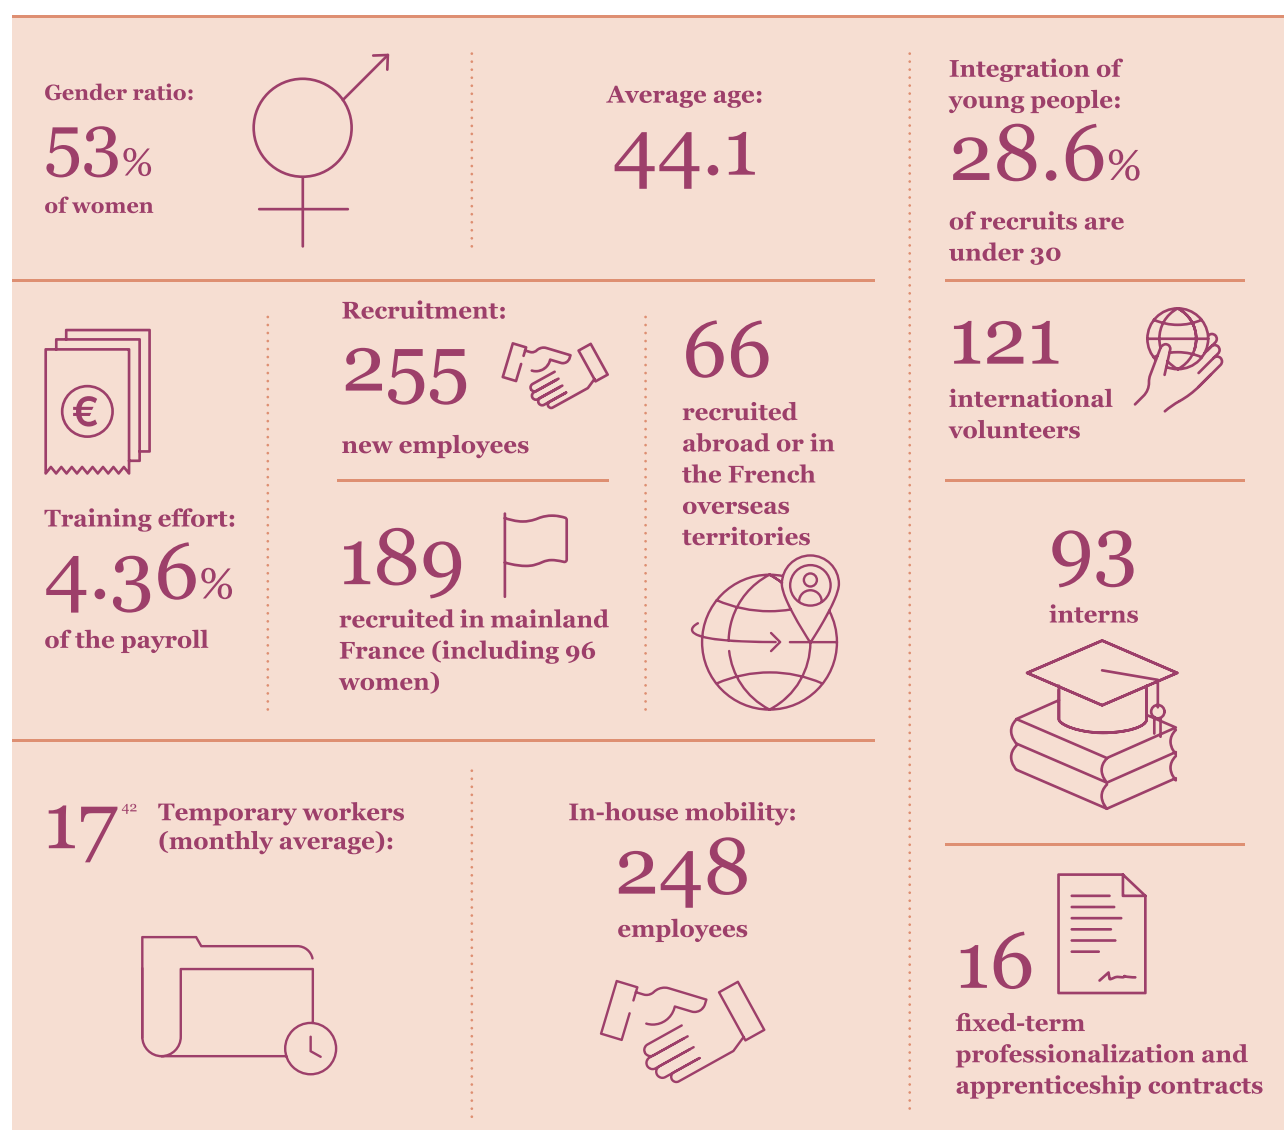 Gender ratio:
53%
of women
Average age:
44.1
Integration of
young people:
28.6%
of recruits are
under 30
€
Training effort:
4.36%
of the payroll
Recruitment:
255
new employees
189
recruited in mainland
France (including 96
women)
66
recruited
abroad or in
the French
overseas
territories
121
international
volunteers
93
interns
17 42 Temporary workers
(monthly average):
In-house mobility:
248
employees
16
fixed-term
professionalization and
apprenticeship contracts